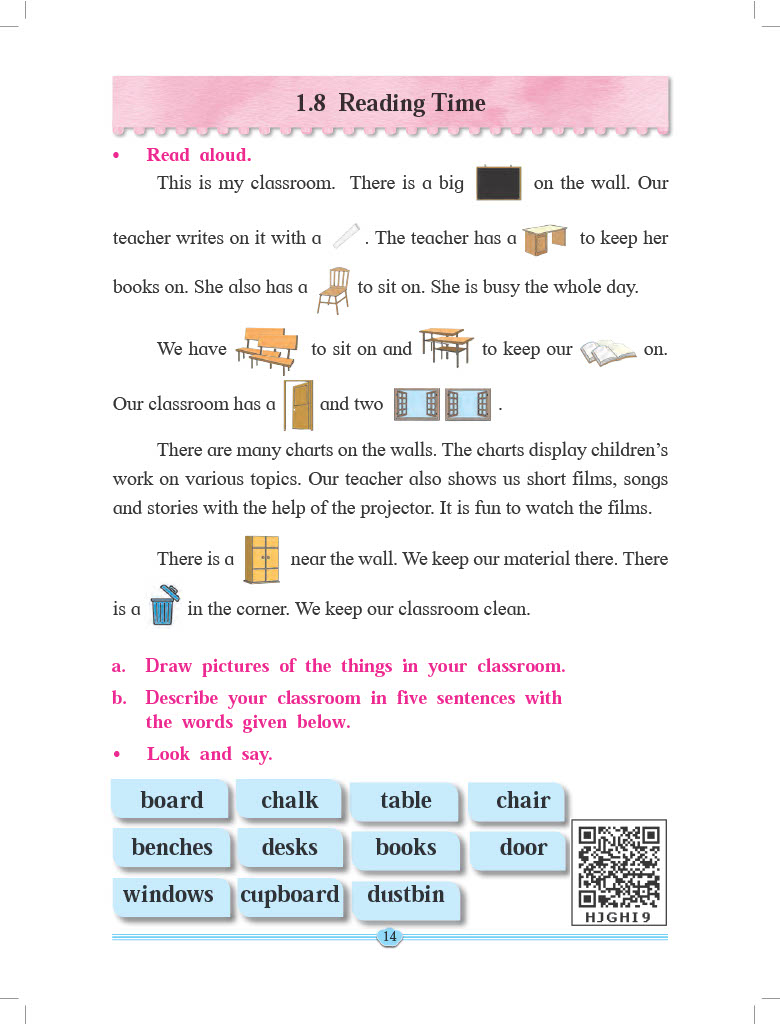 1.8 Reading Time
• Read aloud.
This is my classroom. There is a big on the wall. Our
teacher writes on it with a . The teacher has a to keep her
books on. She also has a to sit on. She is busy the whole day.
We have to sit on and to keep our on.
Our classroom has a and two .
There are many charts on the walls. The charts display children's
work on various topics. Our teacher also shows us short films, songs
and stories with the help of the projector. It is fun to watch the films.
There is a near the wall. We keep our material there. There
is a in the corner. We keep our classroom clean.
a. Draw pictures of the things in your classroom.
b. Describe your classroom in five sentences with
the words given below.
• Look and say.
board chalk table chair
benches desks books door
windows cupboard dustbin
HJGHI9
14